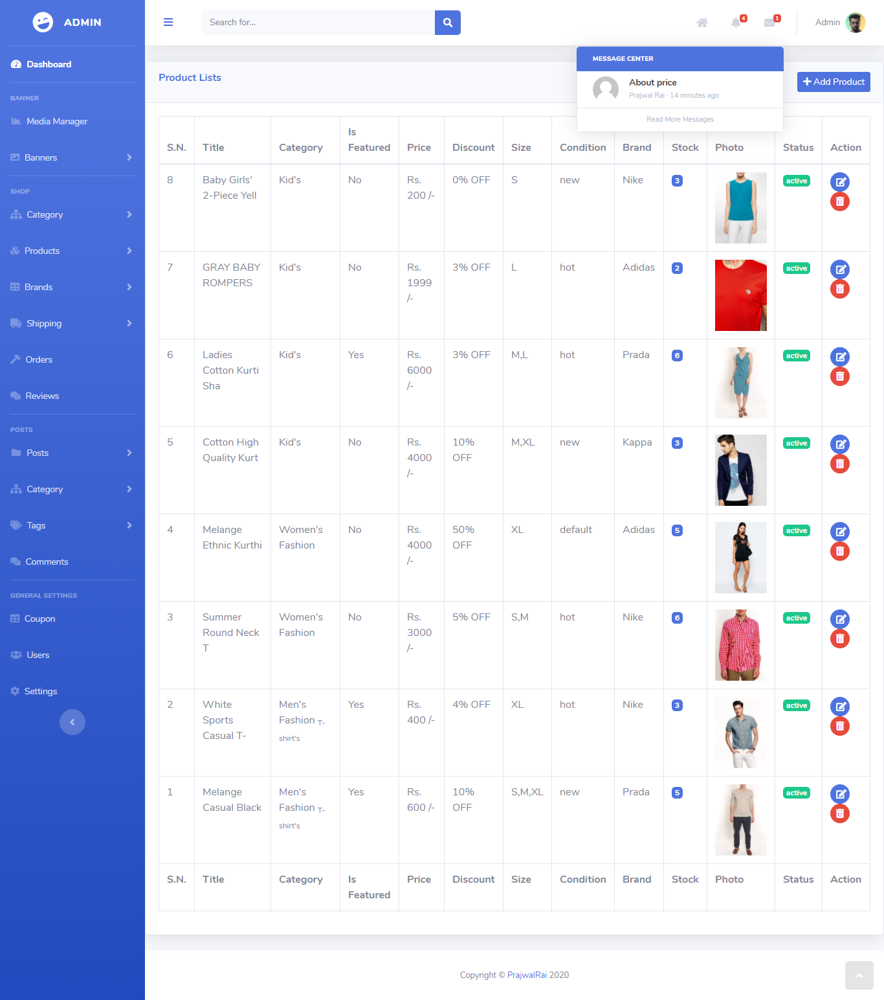 ADMIN
Dashboard
BANNER
Media Manager
Banners
SHOP
Category
Products
Brands
Shipping
Orders
Reviews
POSTS
Posts
Category
Tags
Comments
GENERAL SETTINGS
Coupon
Users
Settings
Search for...
4
1
Admin
MESSAGE CENTER
About price
Prajwal Rai · 14 minutes ago
Read More Messages
Product Lists
Add Product
S.N. Title Category Is Featured Price Discount Size Condition Brand Stock Photo Status Action
8 Baby Girls' 2-Piece Yell Kid's No Rs. 200 /- 0% OFF S new Nike 3 active
7 GRAY BABY ROMPERS Kid's No Rs. 1999 /- 3% OFF L hot Adidas 2 active
6 Ladies Cotton Kurti Sha Kid's Yes Rs. 6000 /- 3% OFF M,L hot Prada 6 active
5 Cotton High Quality Kurt Kid's No Rs. 4000 /- 10% OFF M,XL new Kappa 3 active
4 Melange Ethnic Kurthi Women's Fashion No Rs. 4000 /- 50% OFF XL default Adidas 5 active
3 Summer Round Neck T Women's Fashion No Rs. 3000 /- 5% OFF S,M hot Nike 6 active
2 White Sports Casual T- Men's Fashion T-shirt's Yes Rs. 400 /- 4% OFF XL hot Nike 3 active
1 Melange Casual Black Men's Fashion T-shirt's Yes Rs. 600 /- 10% OFF S,M,XL new Prada 5 active
S.N. Title Category Is Featured Price Discount Size Condition Brand Stock Photo Status Action
Copyright © PrajwalRai 2020